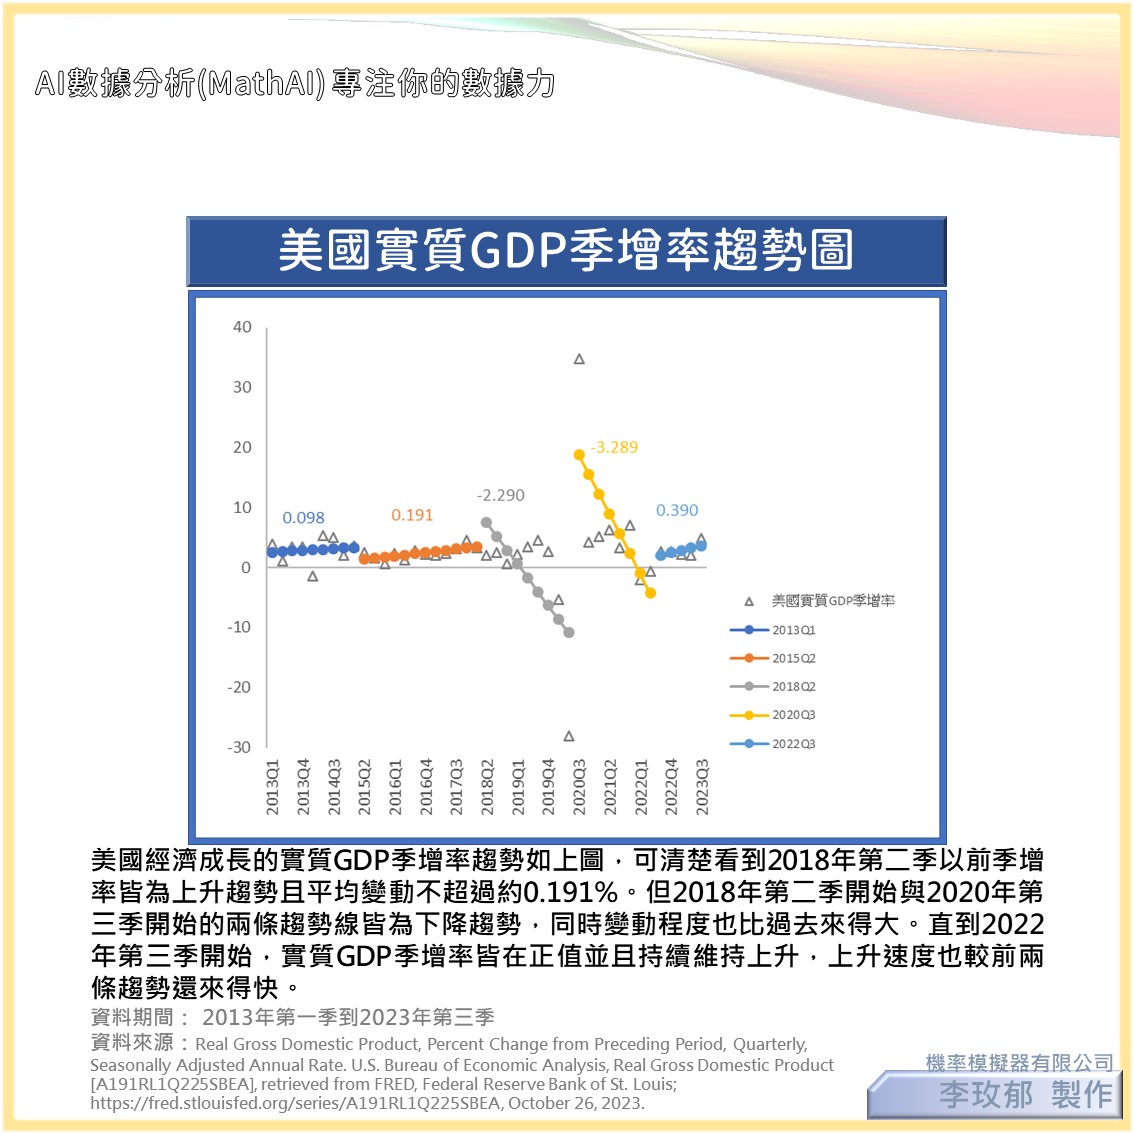 AI數據分析(MathAI) 專注你的數據力
美國實質GDP季增率趨勢圖
40
30
20
10
0
-10
-20
-30
0.098
0.191
-2.290
-3.289
0.390
美國實質GDP季增率
2013Q1
2015Q2
2018Q2
2020Q3
2022Q3
2013Q1
2013Q4
2014Q3
2015Q2
2016Q1
2016Q4
2017Q3
2018Q2
2019Q1
2019Q4
2020Q3
2021Q2
2022Q1
2022Q4
2023Q3
美國經濟成長的實質GDP季增率趨勢如上圖，可清楚看到2018年第二季以前季增
率皆為上升趨勢且平均變動不超過約0.191%。但2018年第二季開始與2020年第
三季開始的兩條趨勢線皆為下降趨勢，同時變動程度也比過去來得大。直到2022
年第三季開始，實質GDP季增率皆在正值並且持續維持上升，上升速度也較前兩
條趨勢還來得快。
資料期間： 2013年第一季到2023年第三季
資料來源：Real Gross Domestic Product, Percent Change from Preceding Period, Quarterly,
Seasonally Adjusted Annual Rate. U.S. Bureau of Economic Analysis, Real Gross Domestic Product
[A191RL1Q225SBEA], retrieved from FRED, Federal Reserve Bank of St. Louis;
https://fred.stlouisfed.org/series/A191RL1Q225SBEA, October 26, 2023.
機率模擬器有限公司
李玫郁 製作